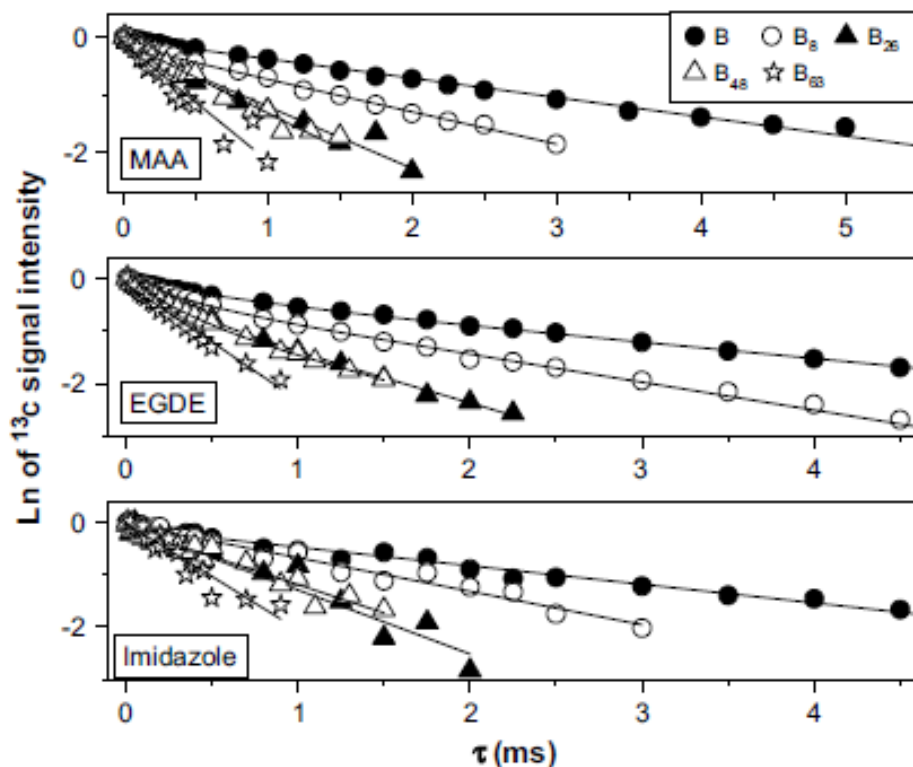 B B₈ B₂₆
B₄₈ B₆₃
0
-2
MAA
0 1 2 3 4 5
0
-2
EGDE
0 1 2 3 4
0
-2
Imidazole
0 1 2 3 4
Ln of ¹³C signal intensity
τ (ms)